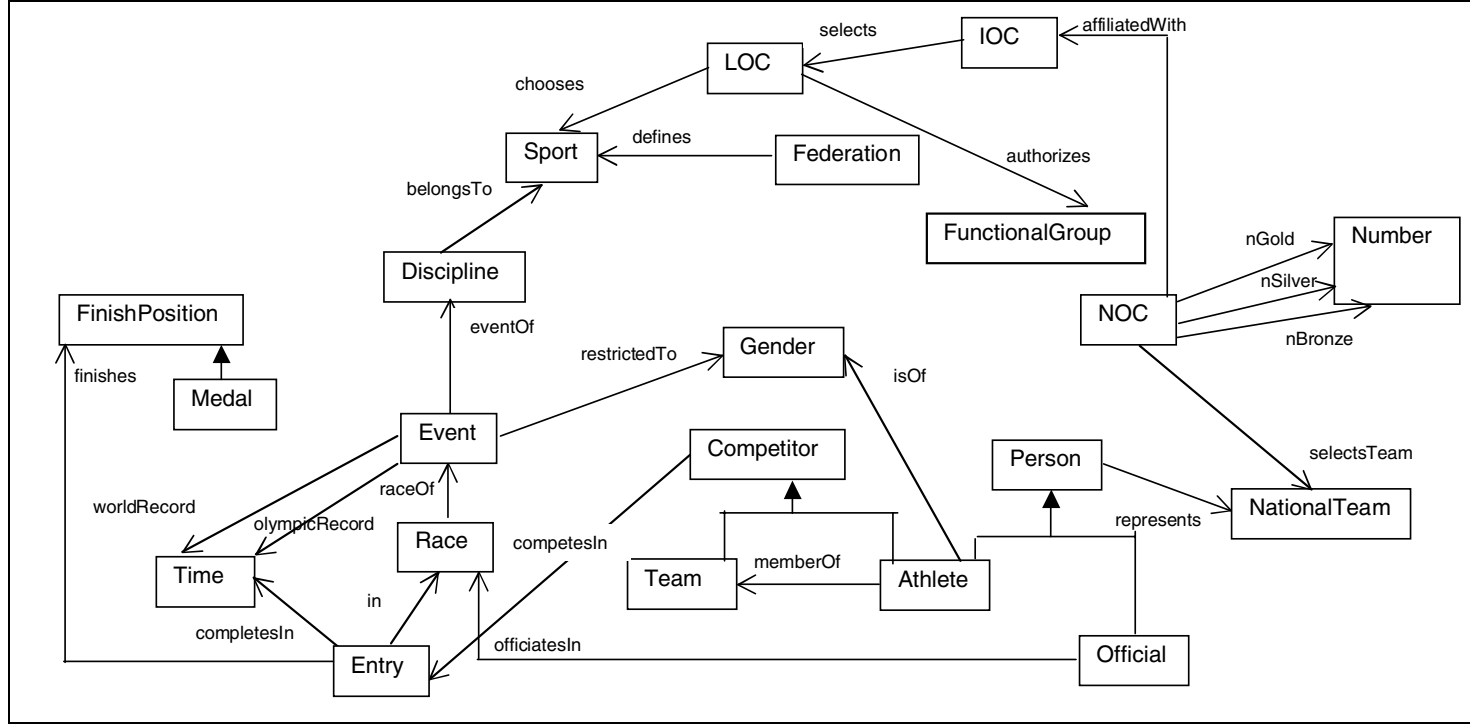 selects
IOC
affiliatedWith
LOC
chooses
Sport
defines
Federation
authorizes
belongsTo
FunctionalGroup
nGold
Number
Discipline
nSilver
FinishPosition
NOC
eventOf
nBronze
finishes
restrictedTo
Gender
isOf
Medal
Event
Competitor
Person
selectsTeam
worldRecord
raceOf
olympicRecord
NationalTeam
represents
Race
competesIn
Time
Team
memberOf
Athlete
in
completesIn
officiatesIn
Entry
Official